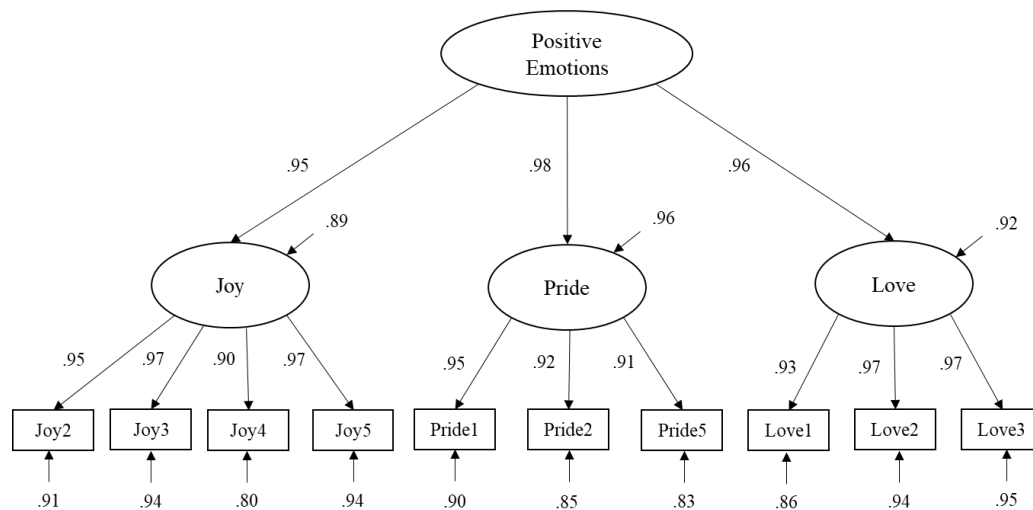 Positive
Emotions
.95
.98
.96
.89
.96
.92
Joy
Pride
Love
.95
.97
.90
.97
.95
.92
.91
.93
.97
.97
Joy2
Joy3
Joy4
Joy5
Pride1
Pride2
Pride5
Love1
Love2
Love3
.91
.94
.80
.94
.90
.85
.83
.86
.94
.95